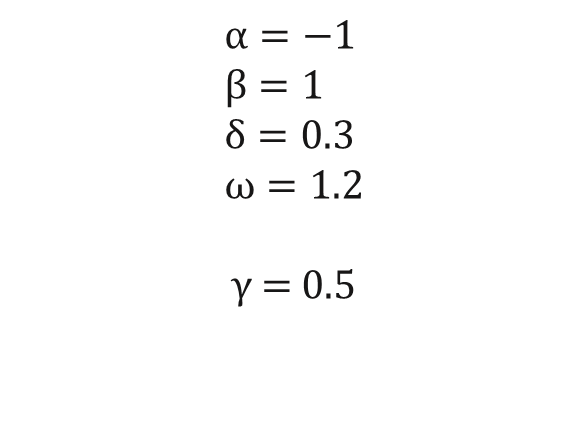 α = −1
β = 1
δ = 0.3
ω = 1.2
γ = 0.5